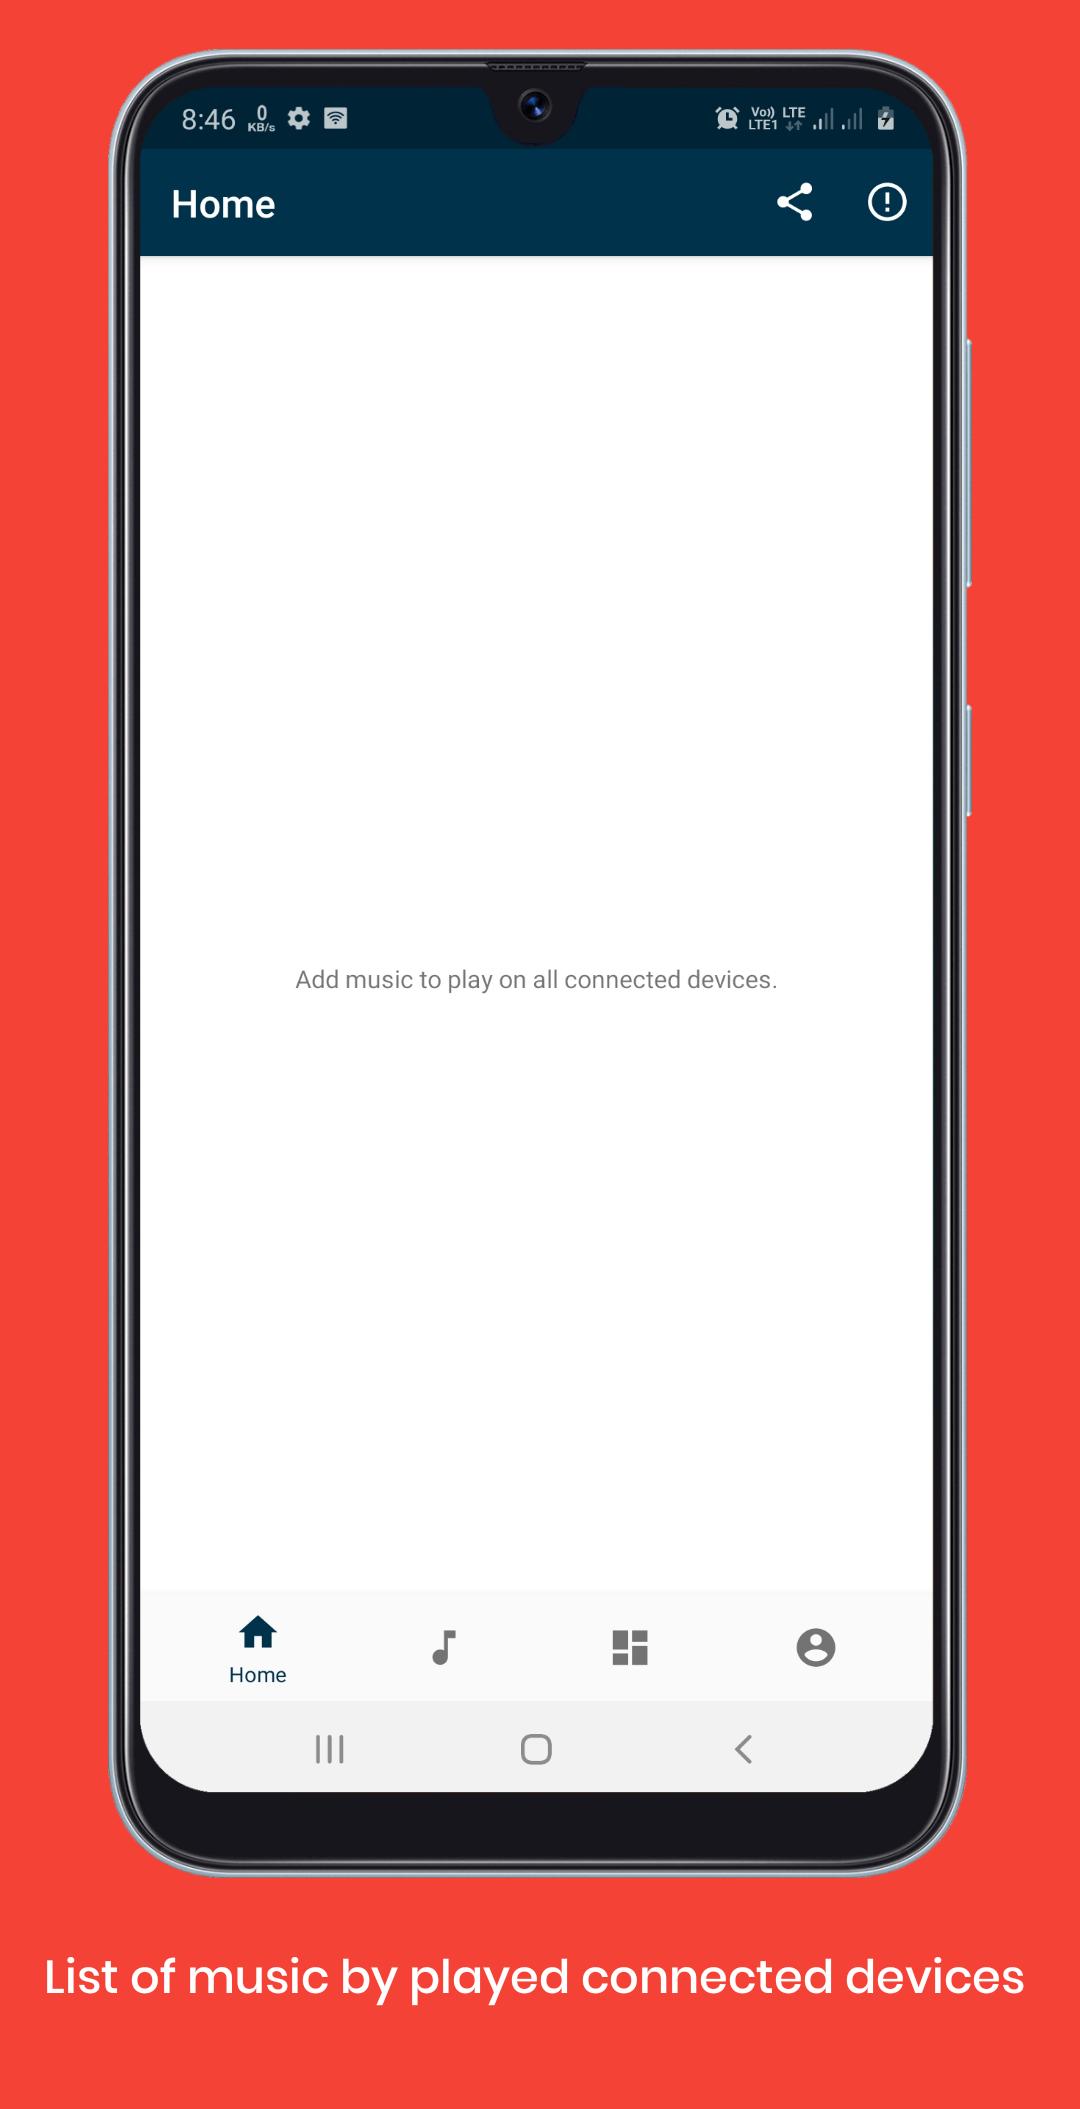 8:46 0 KB/s Vo)) LTE LTE1
Home
Add music to play on all connected devices.
Home
List of music by played connected devices